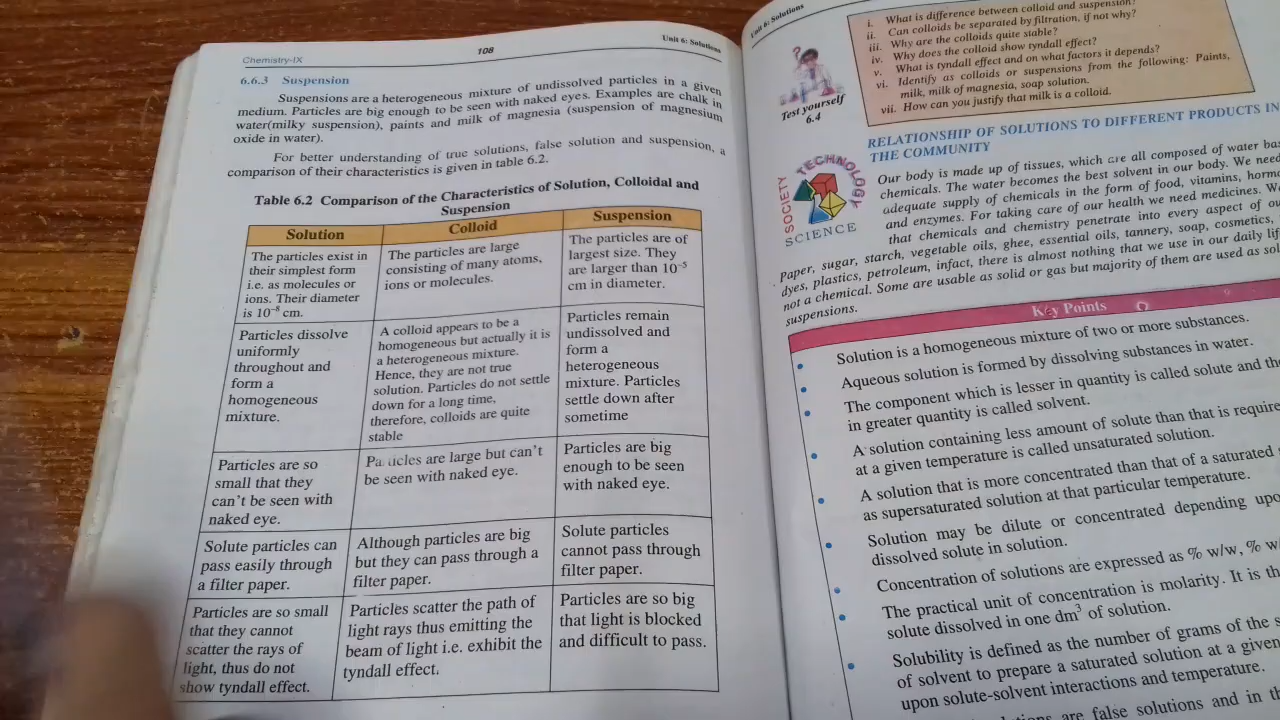 Chemistry-IX
108
Unit 6: Solutions
6.6.3 Suspension
Suspensions are a heterogeneous mixture of undissolved particles in a given
medium. Particles are big enough to be seen with naked eyes. Examples are chalk in
water(milky suspension), paints and milk of magnesia (suspension of magnesium
oxide in water).
For better understanding of true solutions, false solution and suspension, a
comparison of their characteristics is given in table 6.2.
Table 6.2 Comparison of the Characteristics of Solution, Colloidal and
Suspension
Solution
Colloid
Suspension
The particles exist in
their simplest form
i.e. as molecules or
ions. Their diameter
is 10⁻⁸ cm.
The particles are large
consisting of many atoms,
ions or molecules.
The particles are of
largest size. They
are larger than 10⁻⁵
cm in diameter.
Particles dissolve
uniformly
throughout and
form a
homogeneous
mixture.
A colloid appears to be a
homogeneous but actually it is
a heterogeneous mixture.
Hence, they are not true
solution. Particles do not settle
down for a long time,
therefore, colloids are quite
stable
Particles remain
undissolved and
form a
heterogeneous
mixture. Particles
settle down after
sometime
Particles are so
small that they
can't be seen with
naked eye.
Particles are large but can't
be seen with naked eye.
Particles are big
enough to be seen
with naked eye.
Solute particles can
pass easily through
a filter paper.
Although particles are big
but they can pass through a
filter paper.
Solute particles
cannot pass through
filter paper.
Particles are so small
that they cannot
scatter the rays of
light, thus do not
show tyndall effect.
Particles scatter the path of
light rays thus emitting the
beam of light i.e. exhibit the
tyndall effect.
Particles are so big
that light is blocked
and difficult to pass.
Unit 6: Solutions
Test yourself
6.4
i. What is difference between colloid and suspension?
ii. Can colloids be separated by filtration, if not why?
iii. Why are the colloids quite stable?
iv. Why does the colloid show tyndall effect?
v. What is tyndall effect and on what factors it depends?
vi. Identify as colloids or suspensions from the following: Paints,
milk, milk of magnesia, soap solution.
vii. How can you justify that milk is a colloid.
RELATIONSHIP OF SOLUTIONS TO DIFFERENT PRODUCTS IN
THE COMMUNITY
SOCIETY
TECHNOLOGY
SCIENCE
Our body is made up of tissues, which are all composed of water bas
chemicals. The water becomes the best solvent in our body. We need
adequate supply of chemicals in the form of food, vitamins, hormo
and enzymes. For taking care of our health we need medicines. W
that chemicals and chemistry penetrate into every aspect of ou
Paper, sugar, starch, vegetable oils, ghee, essential oils, tannery, soap, cosmetics,
dyes, plastics, petroleum, infact, there is almost nothing that we use in our daily lif
not a chemical. Some are usable as solid or gas but majority of them are used as sol
suspensions.
Key Points
• Solution is a homogeneous mixture of two or more substances.
• Aqueous solution is formed by dissolving substances in water.
• The component which is lesser in quantity is called solute and the
in greater quantity is called solvent.
• A solution containing less amount of solute than that is require
at a given temperature is called unsaturated solution.
• A solution that is more concentrated than that of a saturated
as supersaturated solution at that particular temperature.
• Solution may be dilute or concentrated depending upo
dissolved solute in solution.
• Concentration of solutions are expressed as % w/w, % w/
• The practical unit of concentration is molarity. It is th
solute dissolved in one dm³ of solution.
• Solubility is defined as the number of grams of the s
of solvent to prepare a saturated solution at a given
upon solute-solvent interactions and temperature.
are false solutions and in th